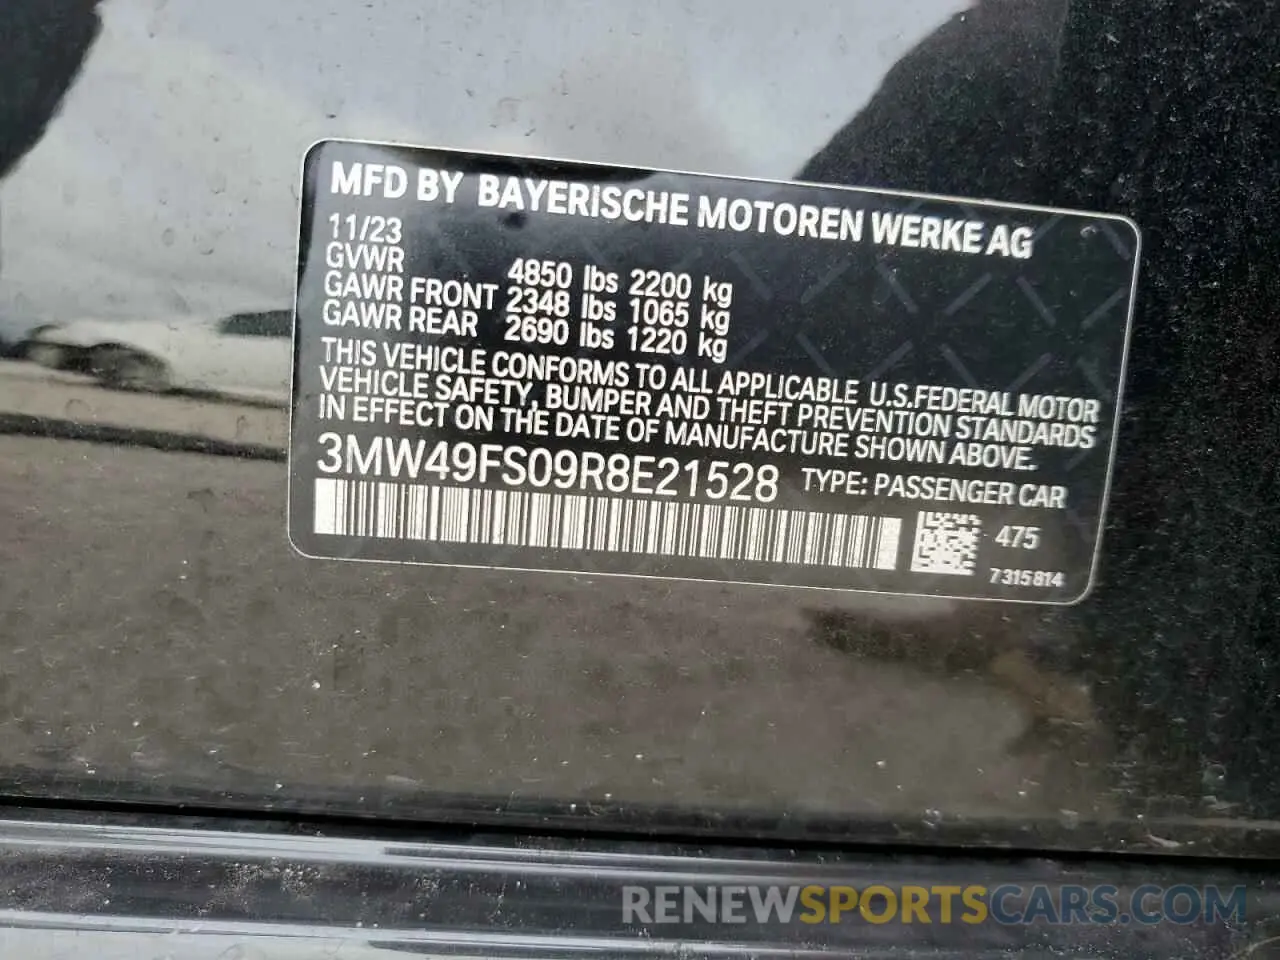 MFD BY BAYERISCHE MOTOREN WERKE AG
11/23
GVWR 4850 lbs 2200 kg
GAWR FRONT 2348 lbs 1065 kg
GAWR REAR 2690 lbs 1220 kg
THIS VEHICLE CONFORMS TO ALL APPLICABLE U.S.FEDERAL MOTOR
VEHICLE SAFETY, BUMPER AND THEFT PREVENTION STANDARDS
IN EFFECT ON THE DATE OF MANUFACTURE SHOWN ABOVE.
3MW49FS09R8E21528 TYPE: PASSENGER CAR
475
7315814
RENEWSPORTSCARS.COM